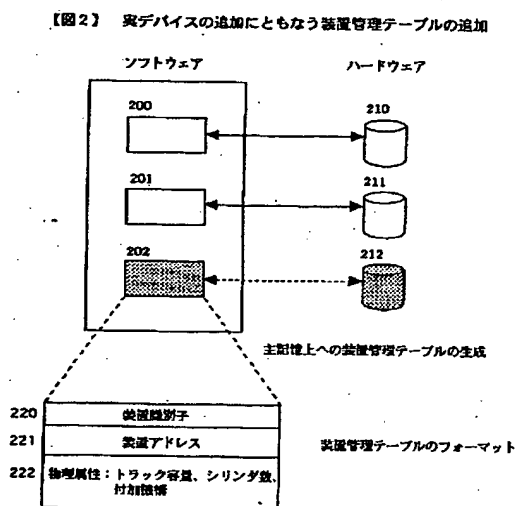 【図2】 実デバイスの追加にともなう装置管理テーブルの追加
ソフトウェア ハードウェア
200 210
201 211
202 212
主記憶上への装置管理テーブルの生成
220 装置識別子
221 装置アドレス 装置管理テーブルのフォーマット
222 物理属性：トラック容量、シリンダ数、
付加機構